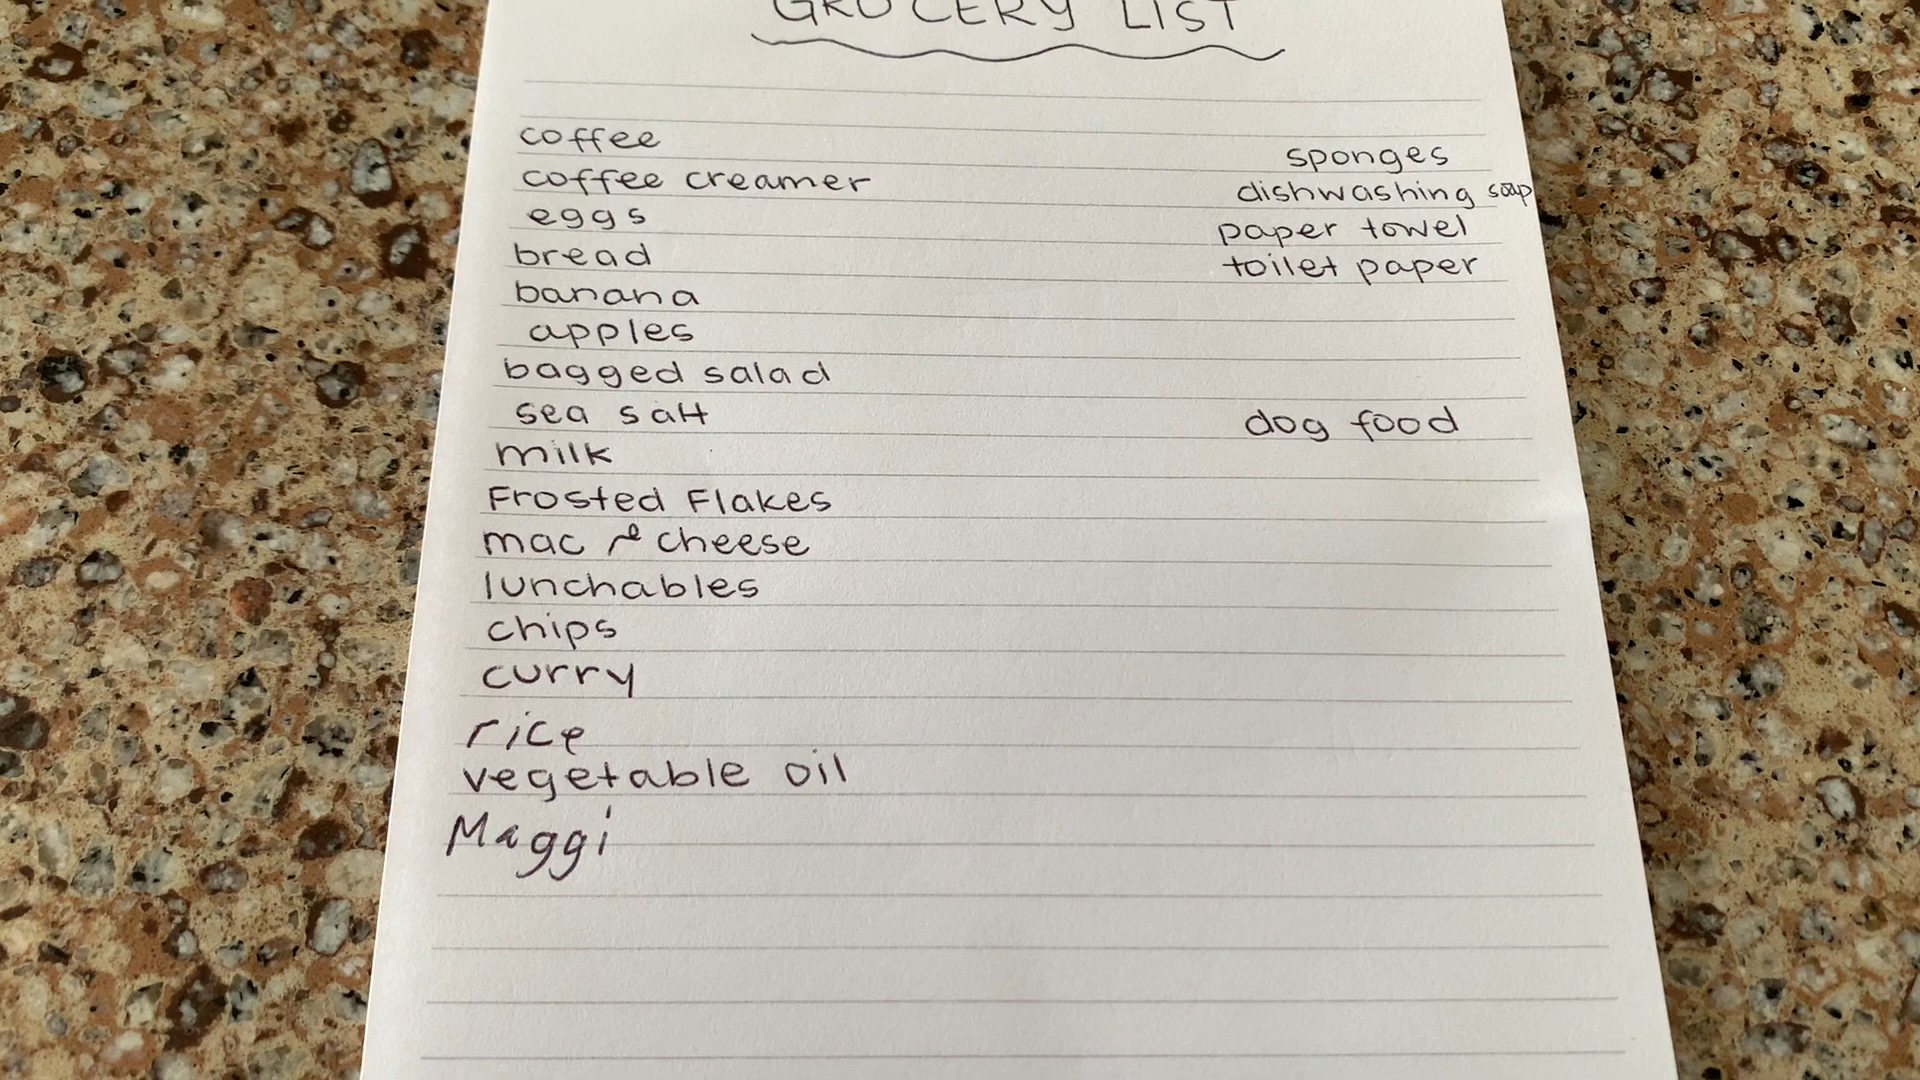 GROCERY LIST
coffee
coffee creamer
eggs
bread
banana
apples
bagged salad
sea salt
milk
Frosted Flakes
mac & cheese
lunchables
chips
curry
rice
vegetable oil
Maggi
sponges
dishwashing soap
paper towel
toilet paper
dog food